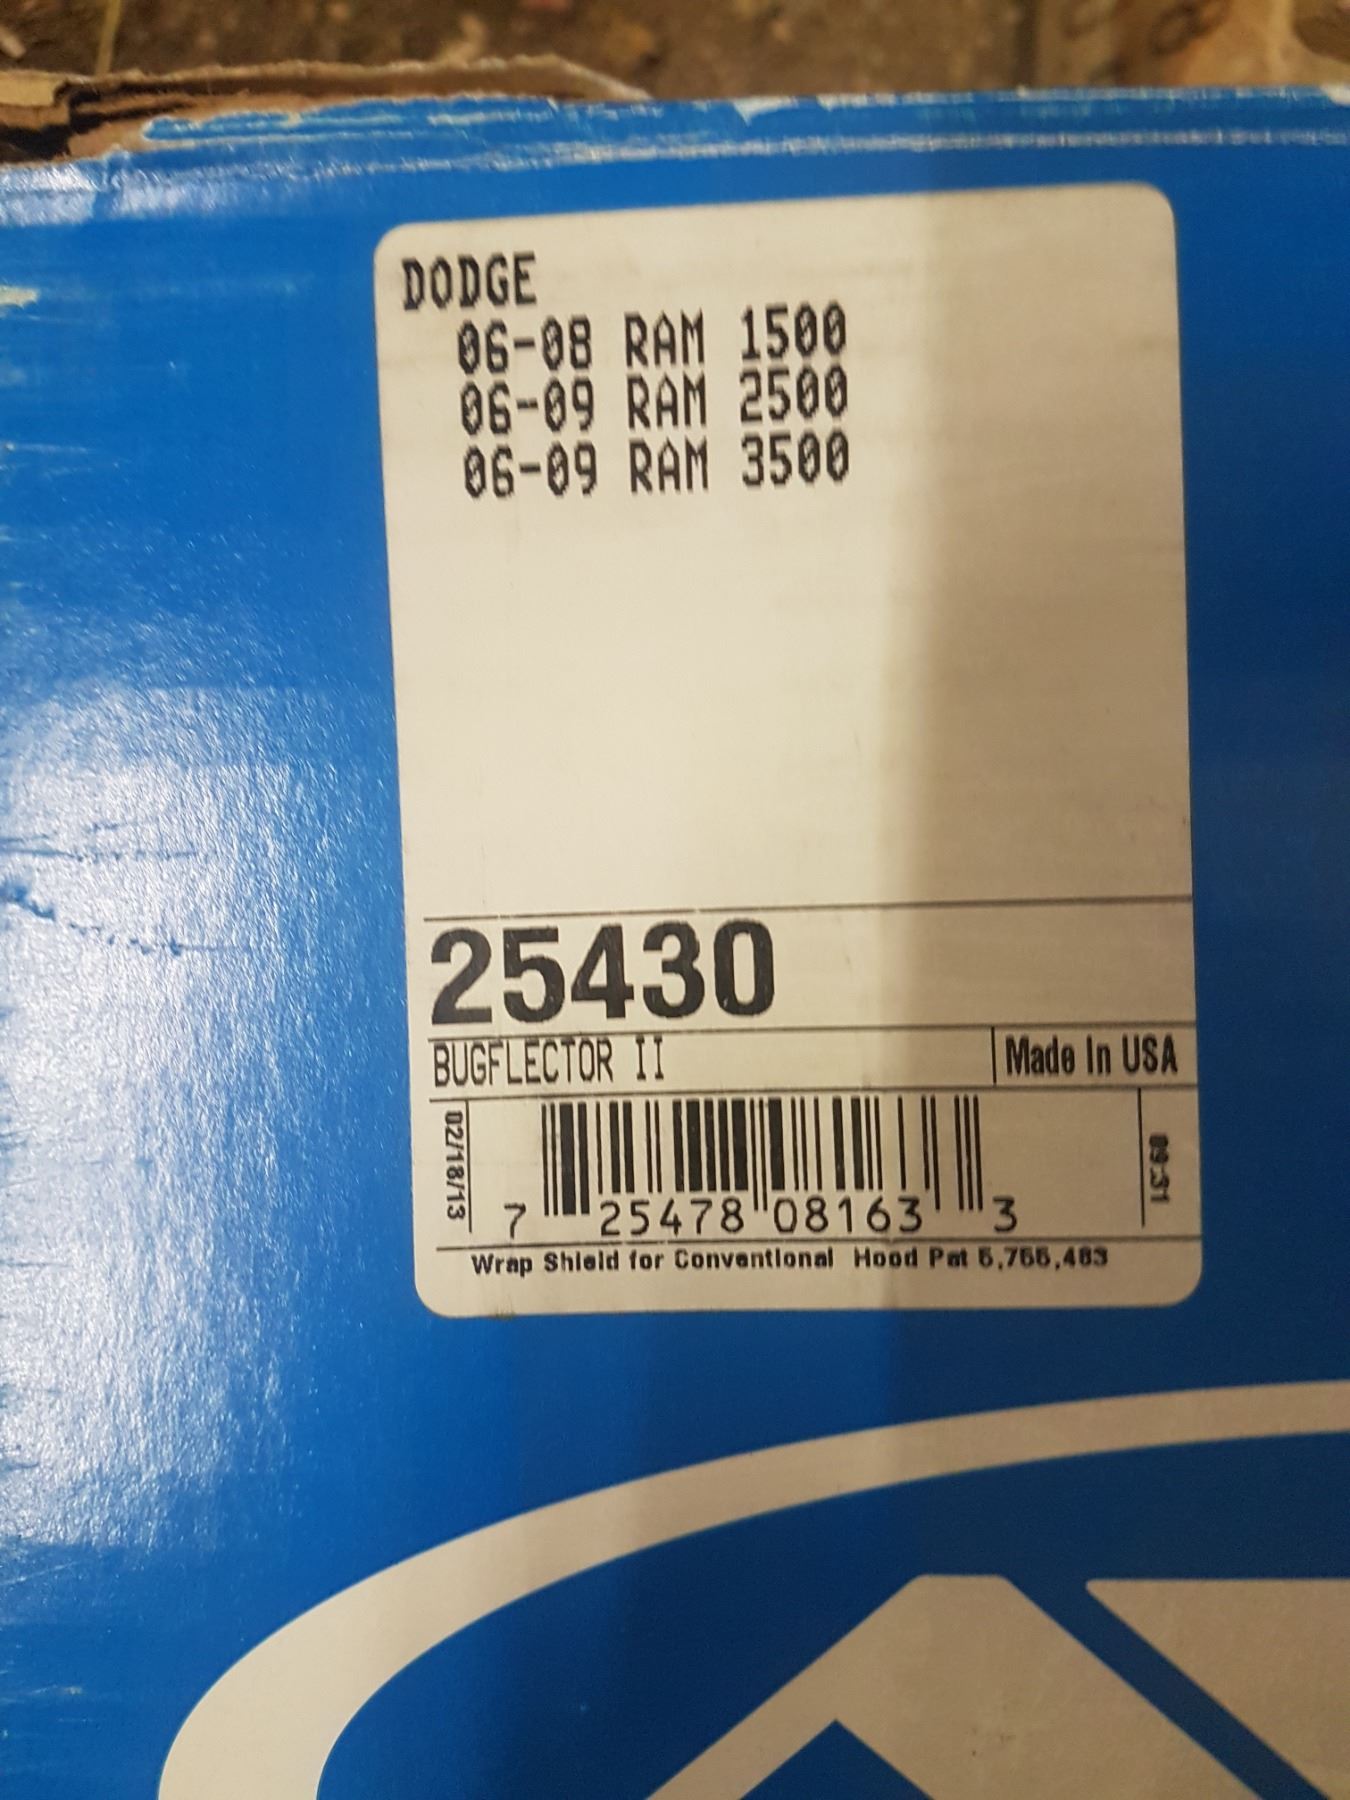 DODGE
06-08 RAM 1500
06-09 RAM 2500
06-09 RAM 3500
25430
BUGFLECTOR II
Made In USA
02/18/13
09:31
7 25478 08163 3
Wrap Shield for Conventional Hood Pat 5,755,483